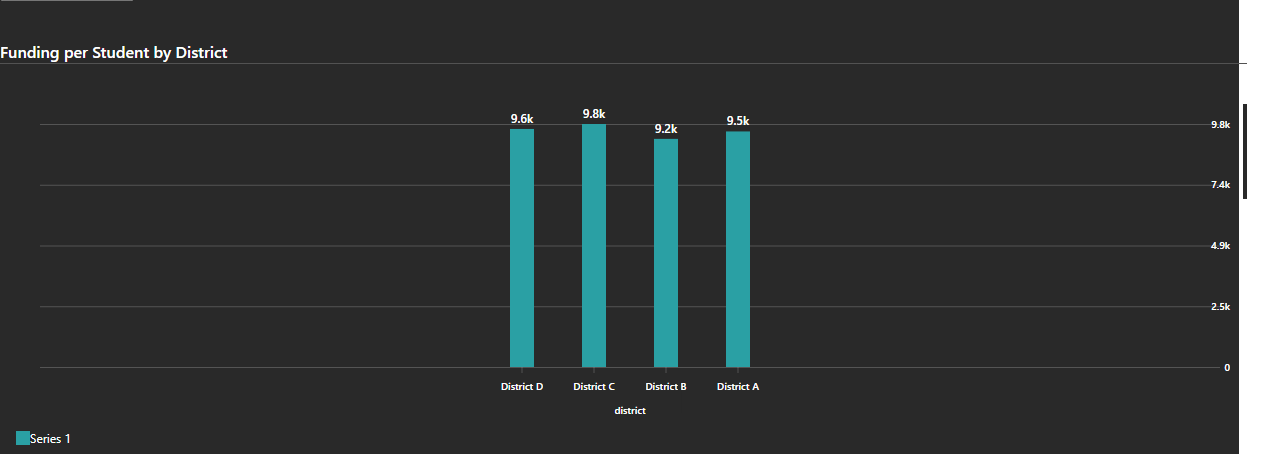 Funding per Student by District
9.6k
9.8k
9.2k
9.5k
9.8k
7.4k
4.9k
2.5k
0
District D District C District B District A
district
Series 1